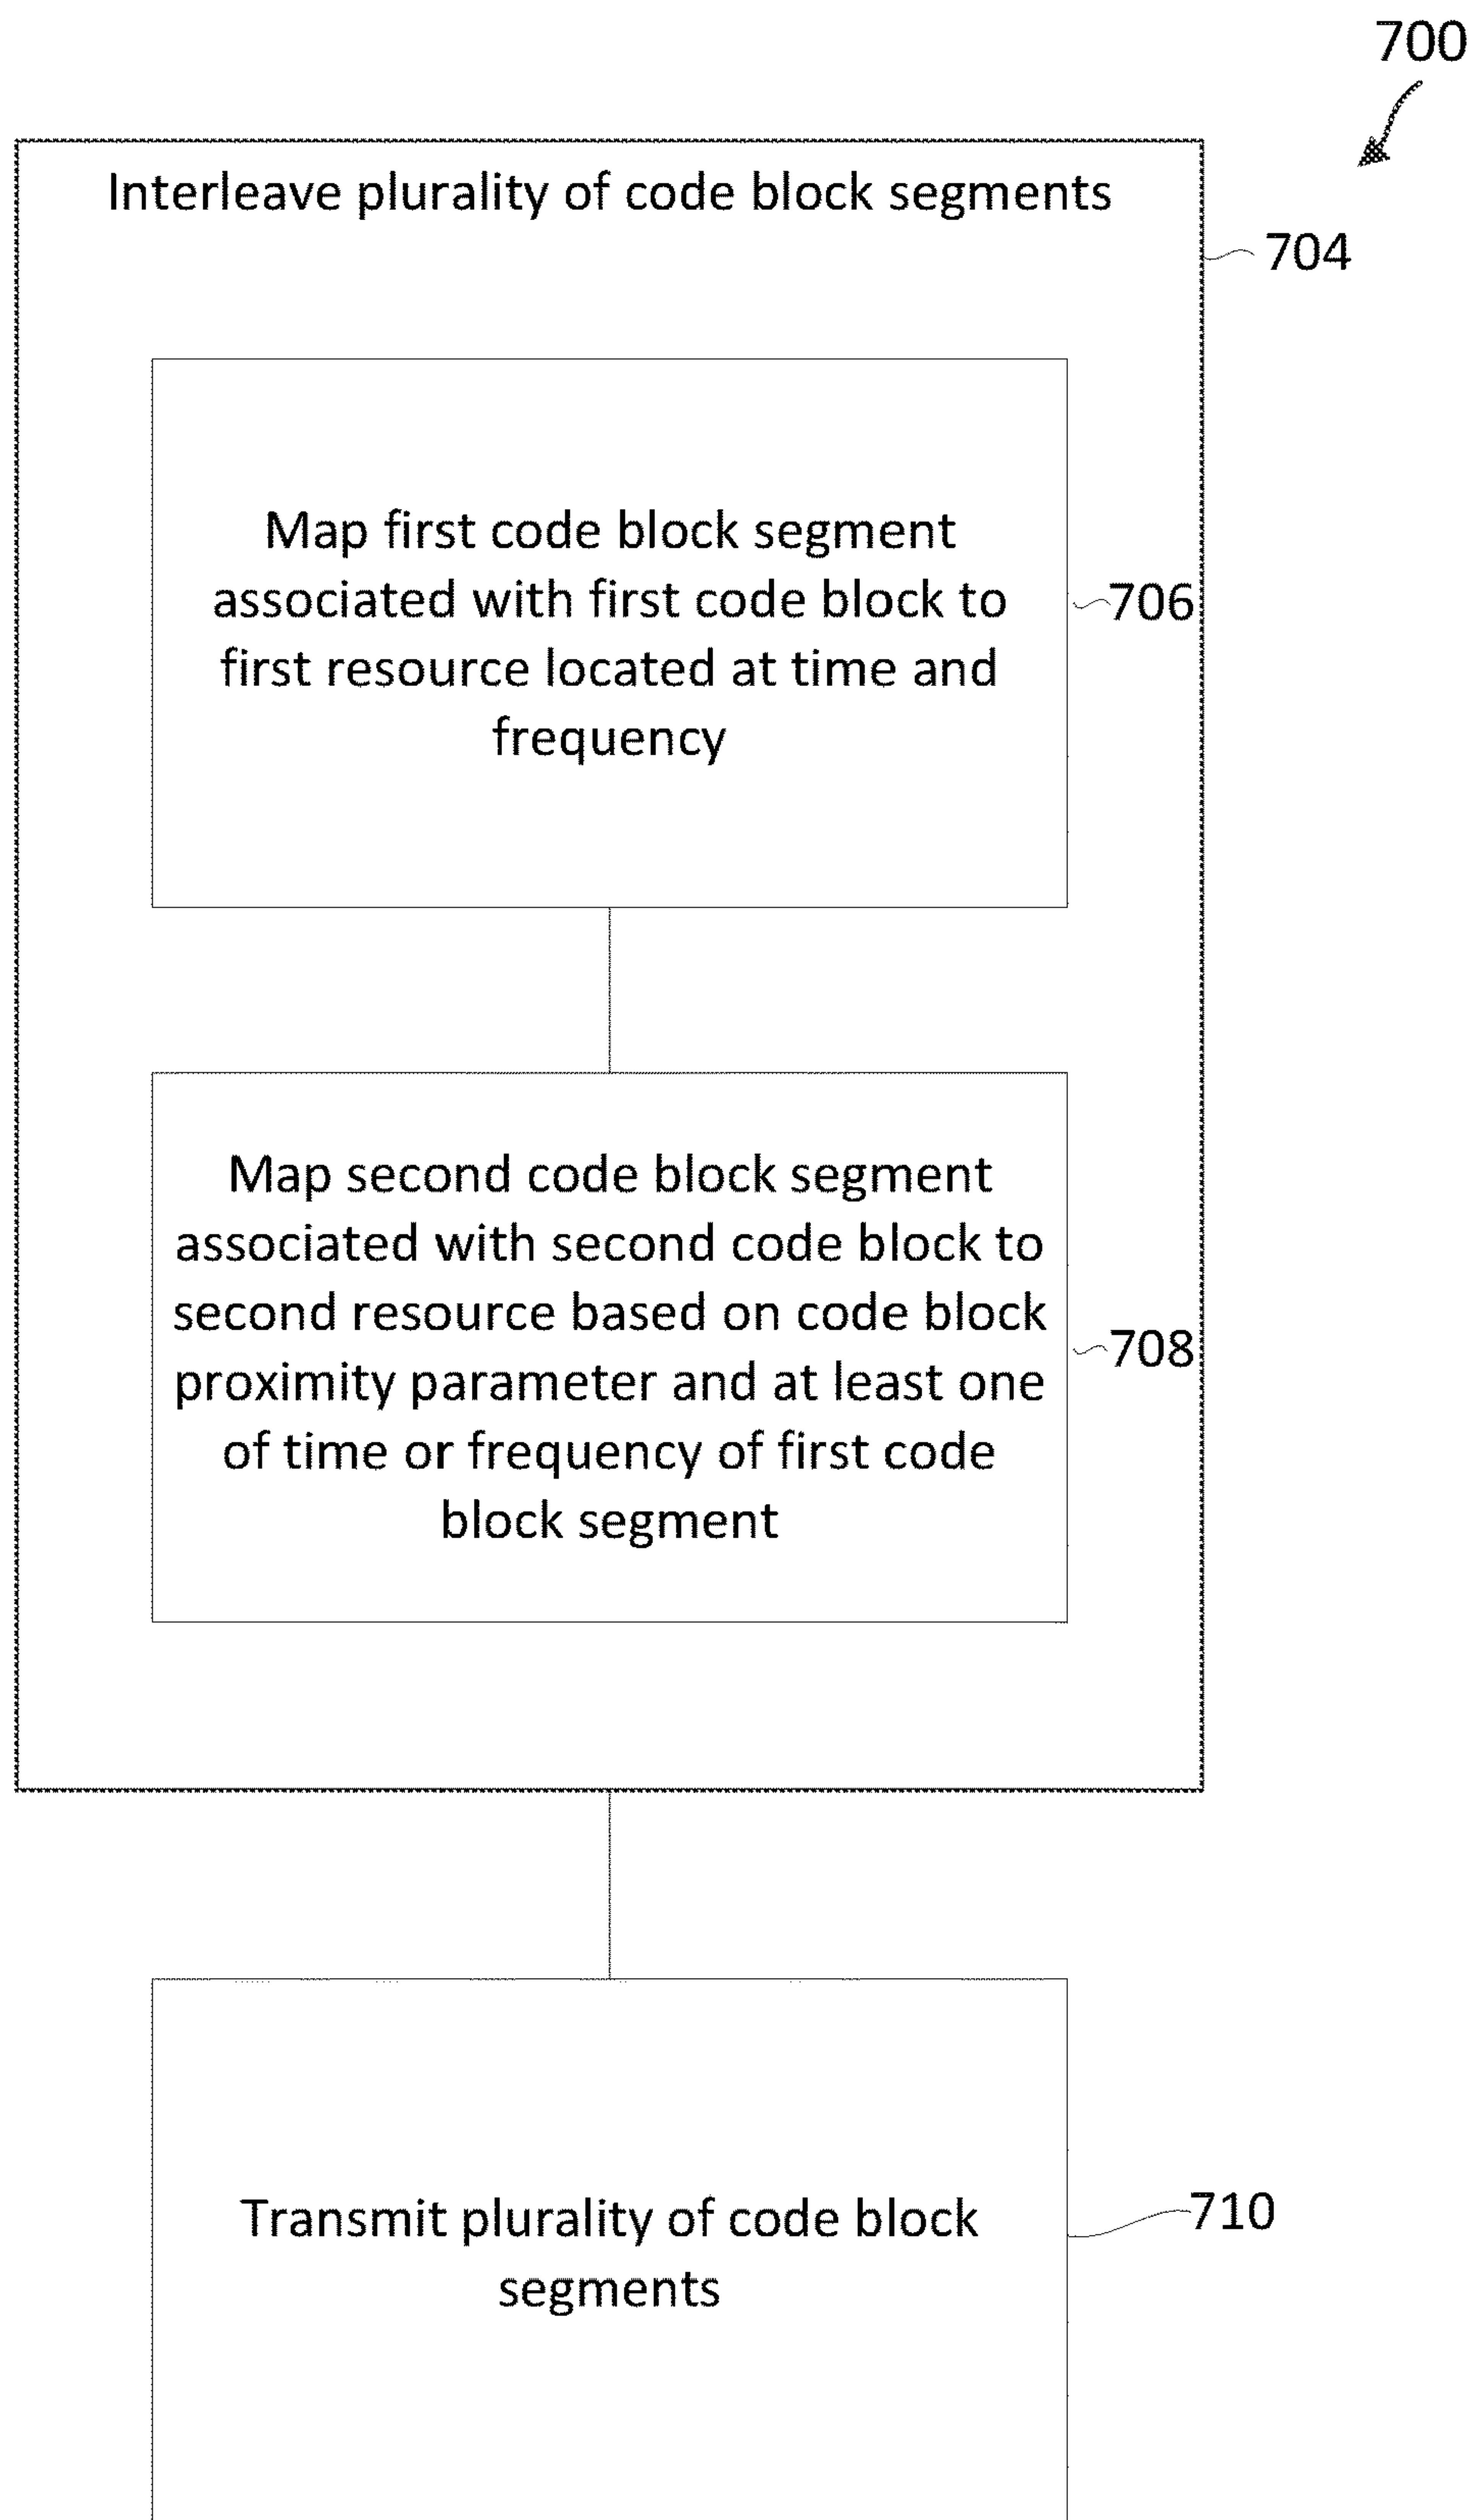 700
Interleave plurality of code block segments
704
Map first code block segment
associated with first code block to
first resource located at time and
frequency
706
Map second code block segment
associated with second code block to
second resource based on code block
proximity parameter and at least one
of time or frequency of first code
block segment
708
Transmit plurality of code block
segments
710